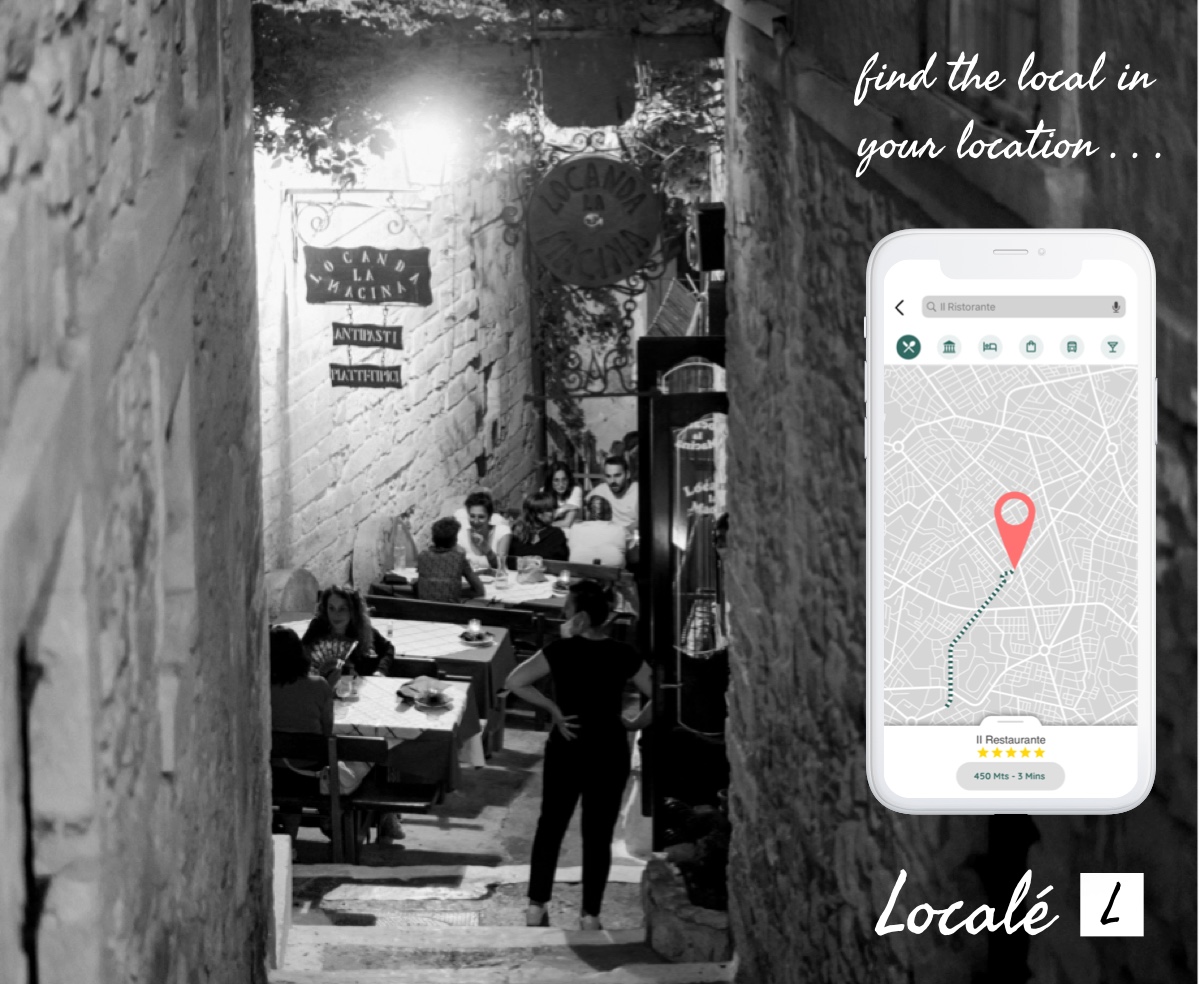 find the local in
your location . . .
LOCANDA
LA
MACINA
ANTIPASTI
PIATTI TIPICI
LOCANDA
LA
MACINA
Il Ristorante
Il Restaurante
450 Mts - 3 Mins
Localé
L